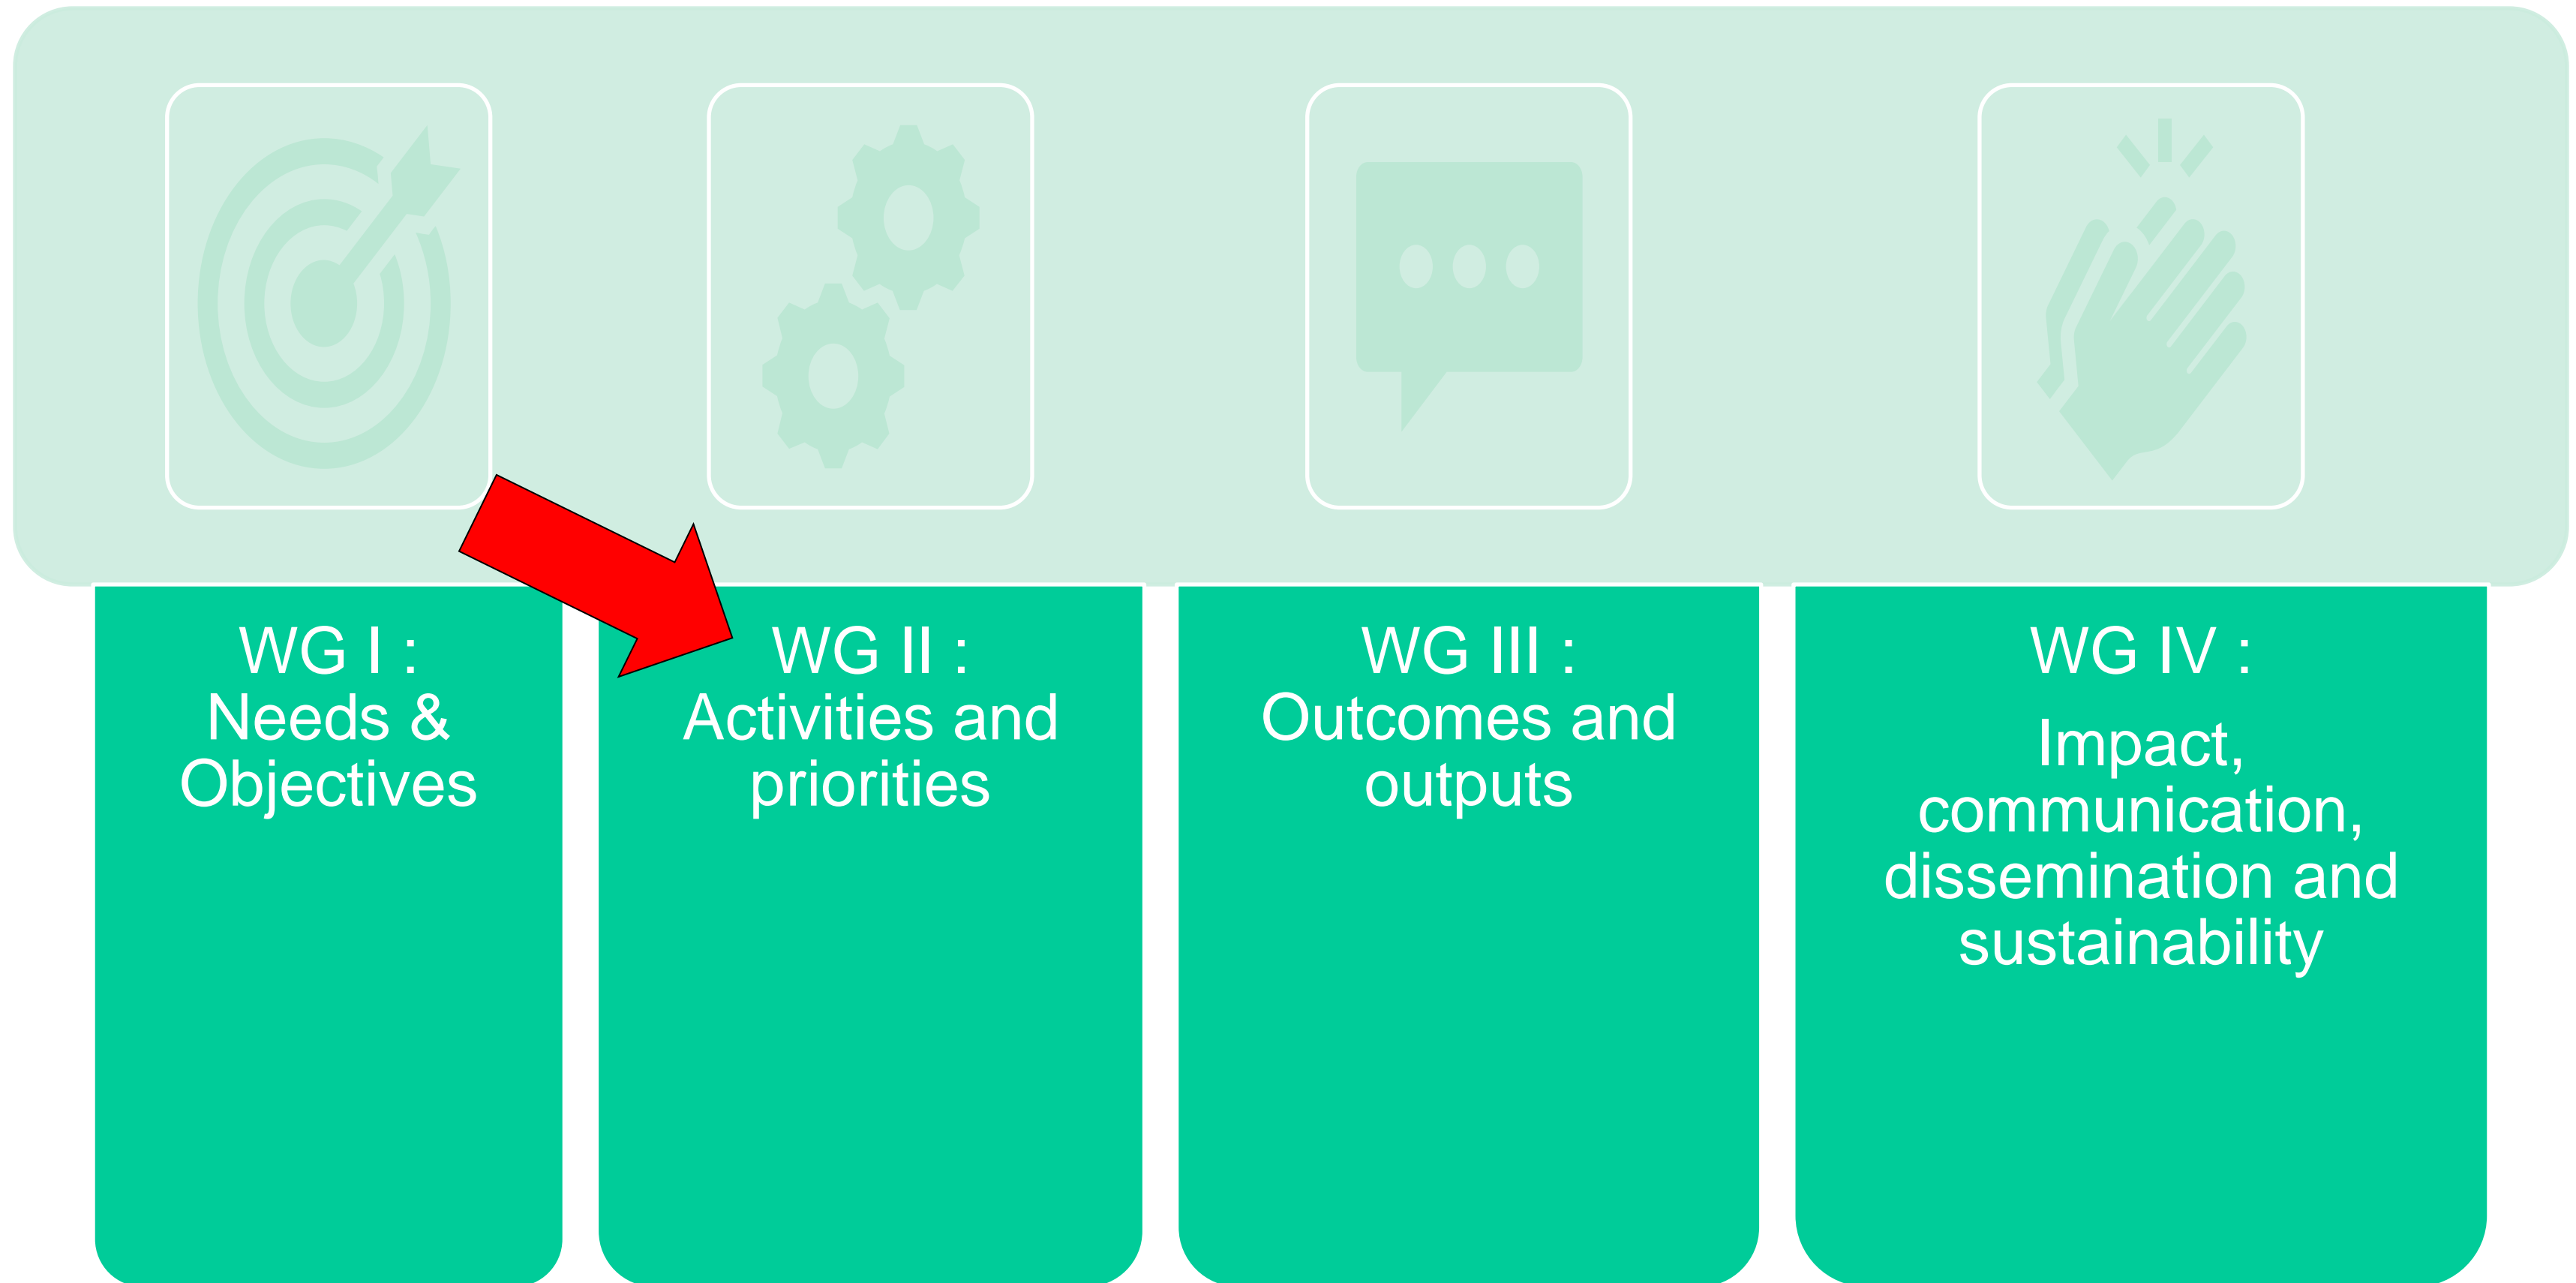 WG I :
Needs &
Objectives
WG II :
Activities and
priorities
WG III :
Outcomes and
outputs
WG IV :
Impact,
communication,
dissemination and
sustainability